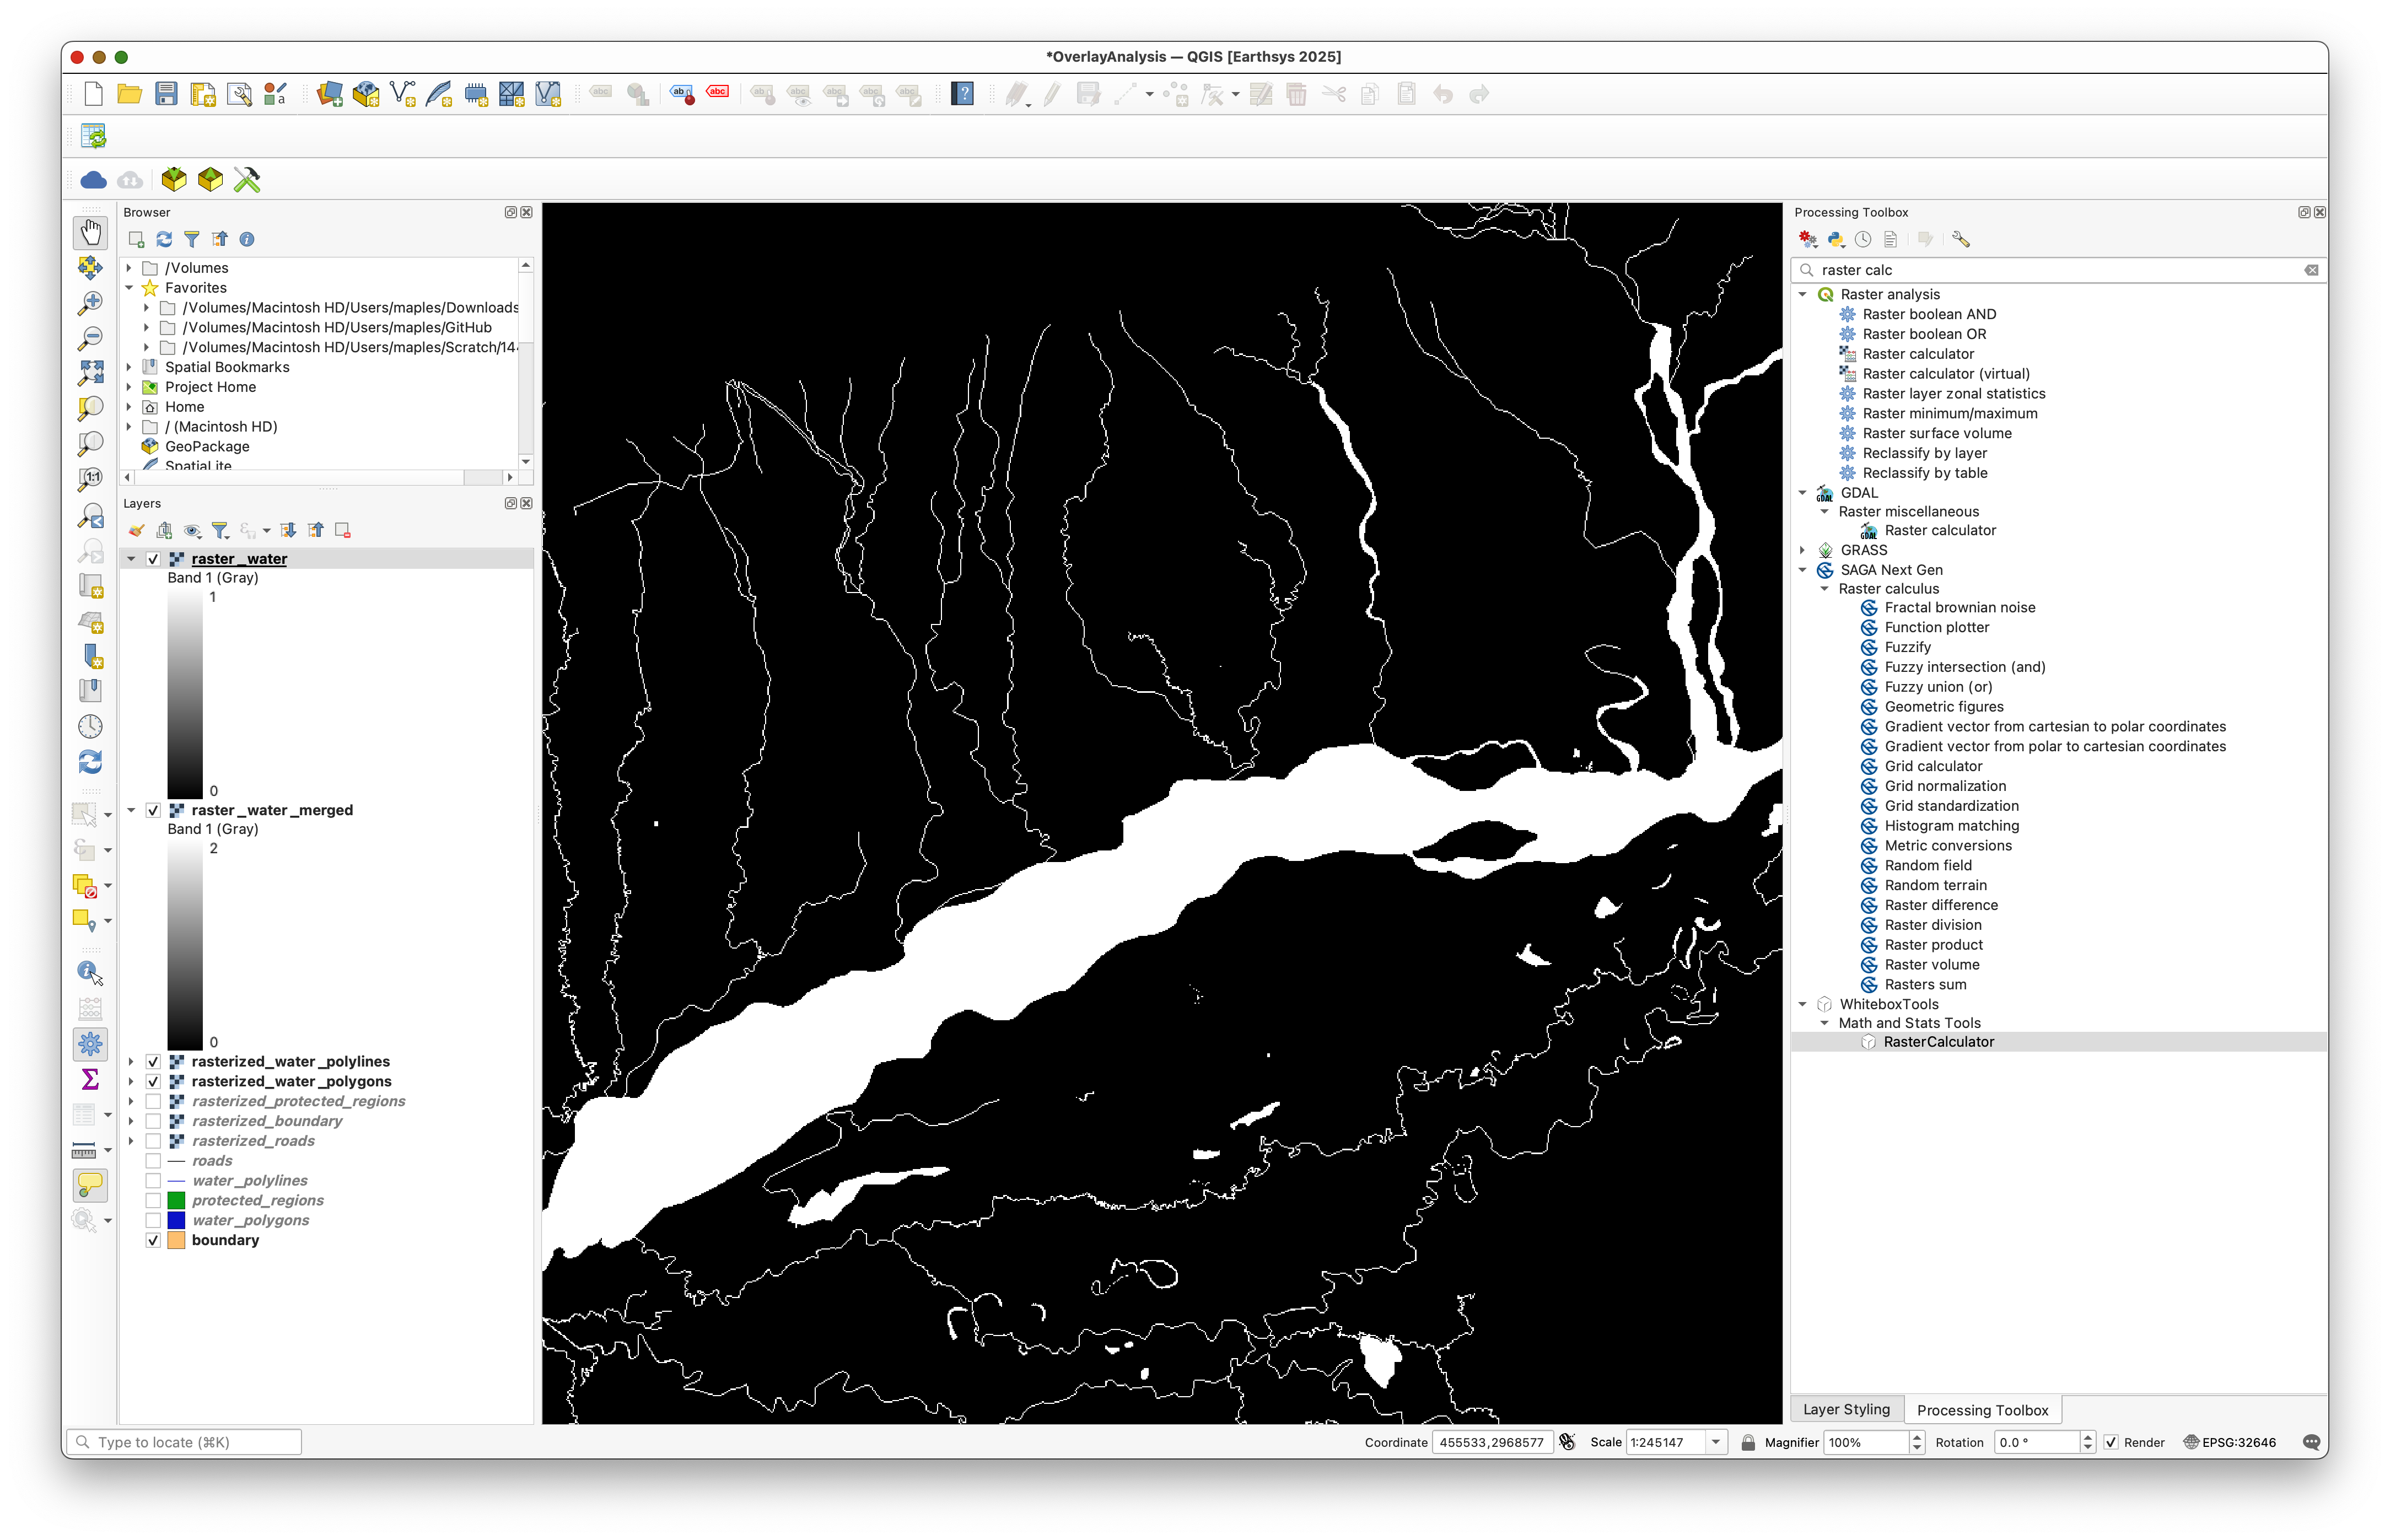 *OverlayAnalysis — QGIS [Earthsys 2025]
Browser
/Volumes
Favorites
/Volumes/Macintosh HD/Users/maples/Downloads
/Volumes/Macintosh HD/Users/maples/GitHub
/Volumes/Macintosh HD/Users/maples/Scratch/14
Spatial Bookmarks
Project Home
Home
/ (Macintosh HD)
GeoPackage
SpatiaLite
Layers
raster_water
Band 1 (Gray)
1
0
raster_water_merged
Band 1 (Gray)
2
0
rasterized_water_polylines
rasterized_water_polygons
rasterized_protected_regions
rasterized_boundary
rasterized_roads
roads
water_polylines
protected_regions
water_polygons
boundary
Processing Toolbox
raster calc
Raster analysis
Raster boolean AND
Raster boolean OR
Raster calculator
Raster calculator (virtual)
Raster layer zonal statistics
Raster minimum/maximum
Raster surface volume
Reclassify by layer
Reclassify by table
GDAL
Raster miscellaneous
Raster calculator
GRASS
SAGA Next Gen
Raster calculus
Fractal brownian noise
Function plotter
Fuzzify
Fuzzy intersection (and)
Fuzzy union (or)
Geometric figures
Gradient vector from cartesian to polar coordinates
Gradient vector from polar to cartesian coordinates
Grid calculator
Grid normalization
Grid standardization
Histogram matching
Metric conversions
Random field
Random terrain
Raster difference
Raster division
Raster product
Raster volume
Rasters sum
WhiteboxTools
Math and Stats Tools
RasterCalculator
Layer Styling
Processing Toolbox
Type to locate (⌘K)
Coordinate 455533,2968577 Scale 1:245147 Magnifier 100% Rotation 0.0 ° Render EPSG:32646